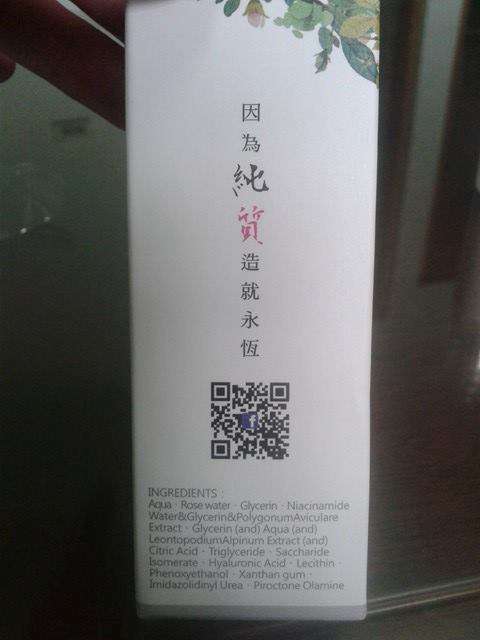 因為純質造就永恆
f
INGREDIENTS：
Aqua · Rose water · Glycerin · Niacinamide
Water&Glycerin&PolygonumAviculare
Extract · Glycerin (and) Aqua (and)
LeontopodiumAlpinum Extract (and)
Citric Acid · Triglyceride · Saccharide
Isomerate · Hyaluronic Acid · Lecithin ·
Phenoxyethanol · Xanthan gum ·
Imidazolidinyl Urea · Piroctone Olamine